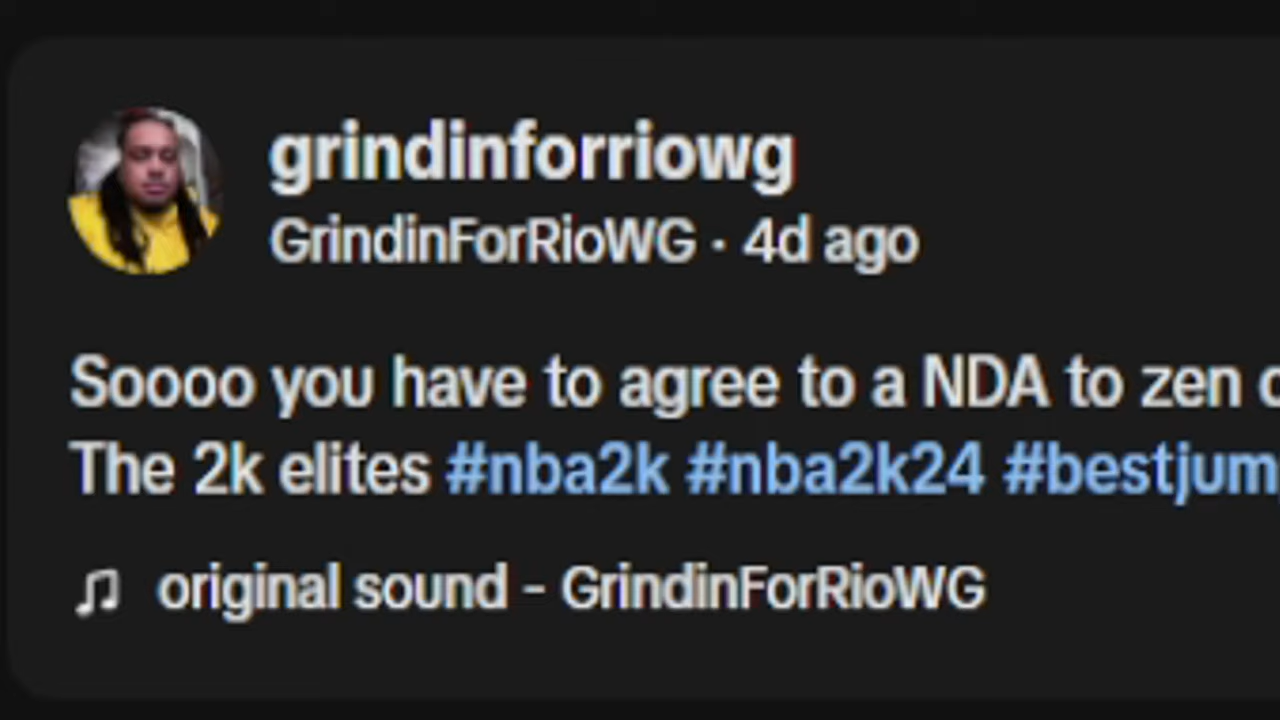 grindinforriowg
GrindinForRioWG · 4d ago
Soooo you have to agree to a NDA to zen
The 2k elites #nba2k #nba2k24 #bestjum
original sound - GrindinForRioWG